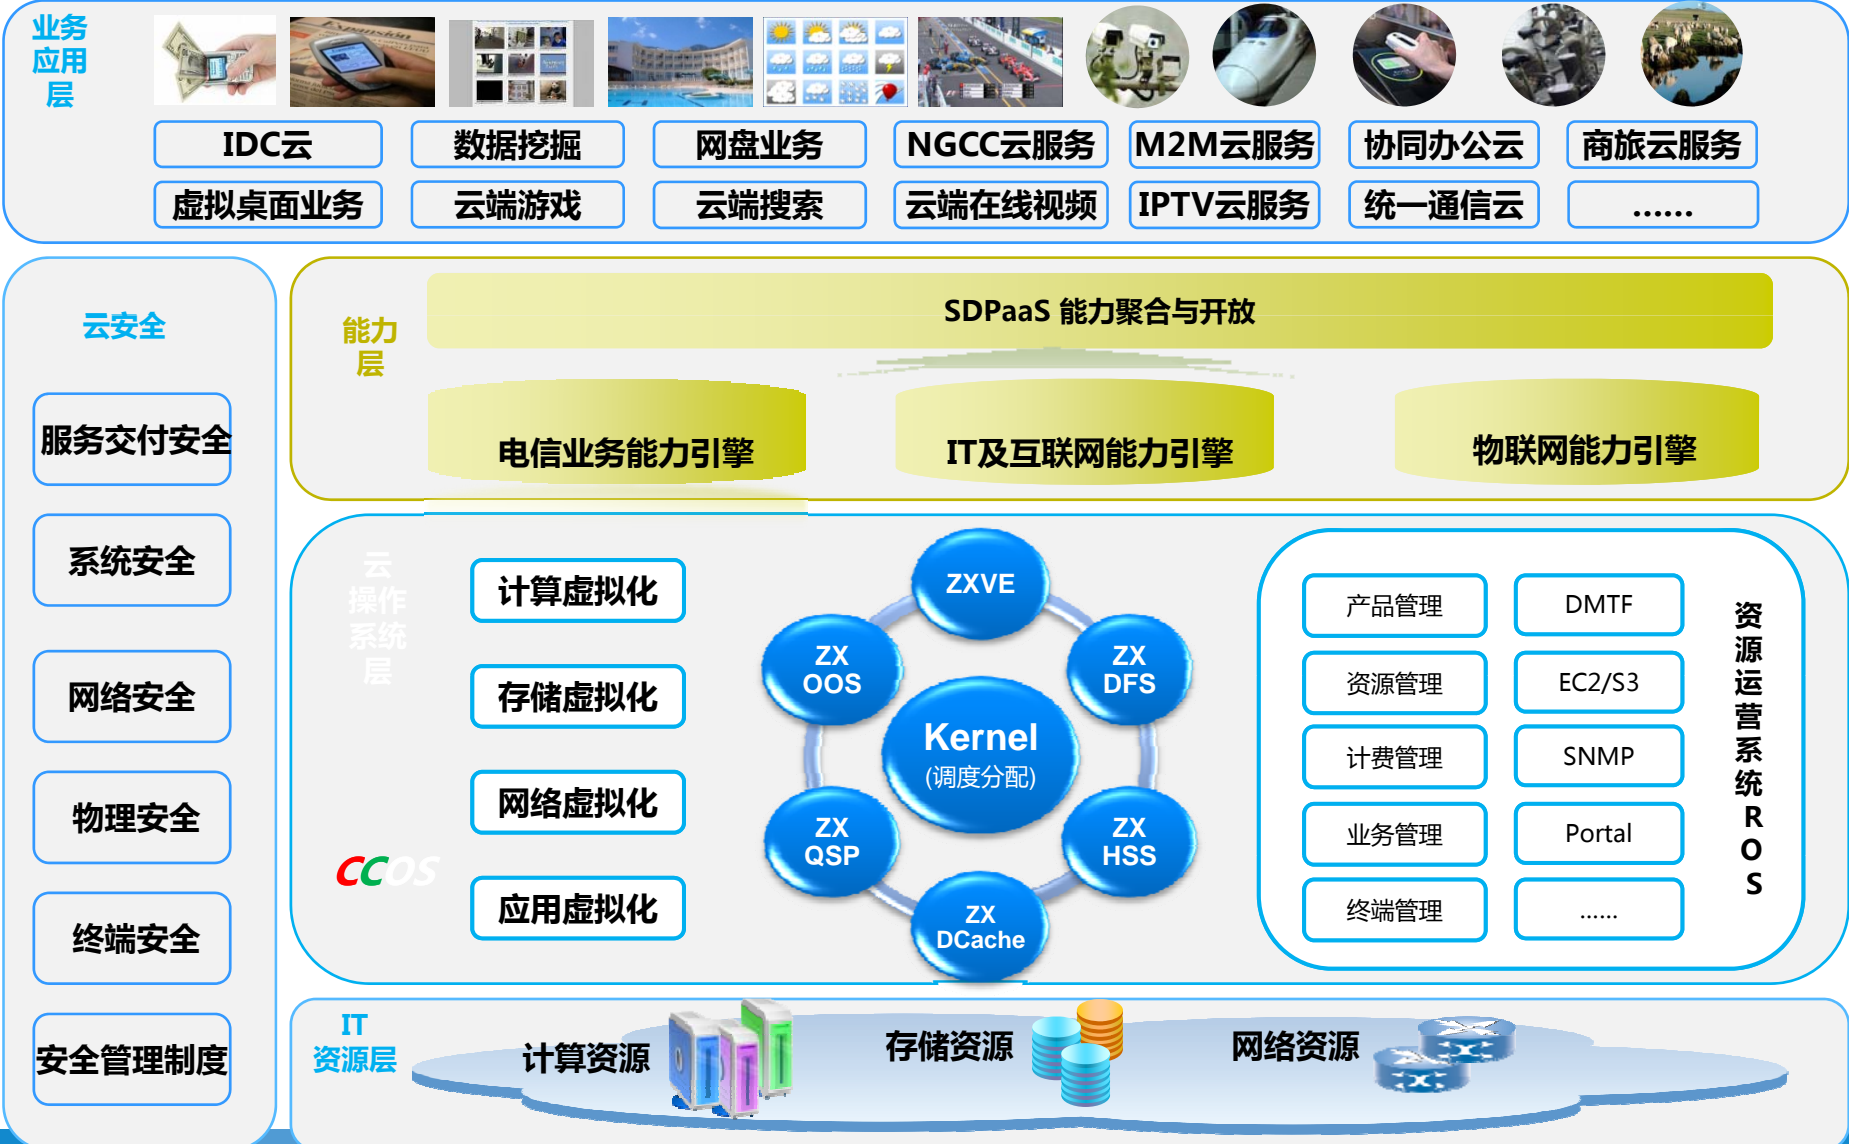 业务
应用
层
IDC云
数据挖掘
网盘业务
NGCC云服务
M2M云服务
协同办公云
商旅云服务
虚拟桌面业务
云端游戏
云端搜索
云端在线视频
IPTV云服务
统一通信云
......
云安全
服务交付安全
系统安全
网络安全
物理安全
终端安全
安全管理制度
能力
层
SDPaaS 能力聚合与开放
电信业务能力引擎
IT及互联网能力引擎
物联网能力引擎
云
操作
系统
层
CCOS
计算虚拟化
存储虚拟化
网络虚拟化
应用虚拟化
ZXVE
ZX
OOS
ZX
DFS
Kernel
(调度分配)
ZX
QSP
ZX
HSS
ZX
DCache
产品管理
DMTF
资源管理
EC2/S3
计费管理
SNMP
业务管理
Portal
终端管理
......
资
源
运
营
系
统
R
O
S
IT
资源层
计算资源
存储资源
网络资源